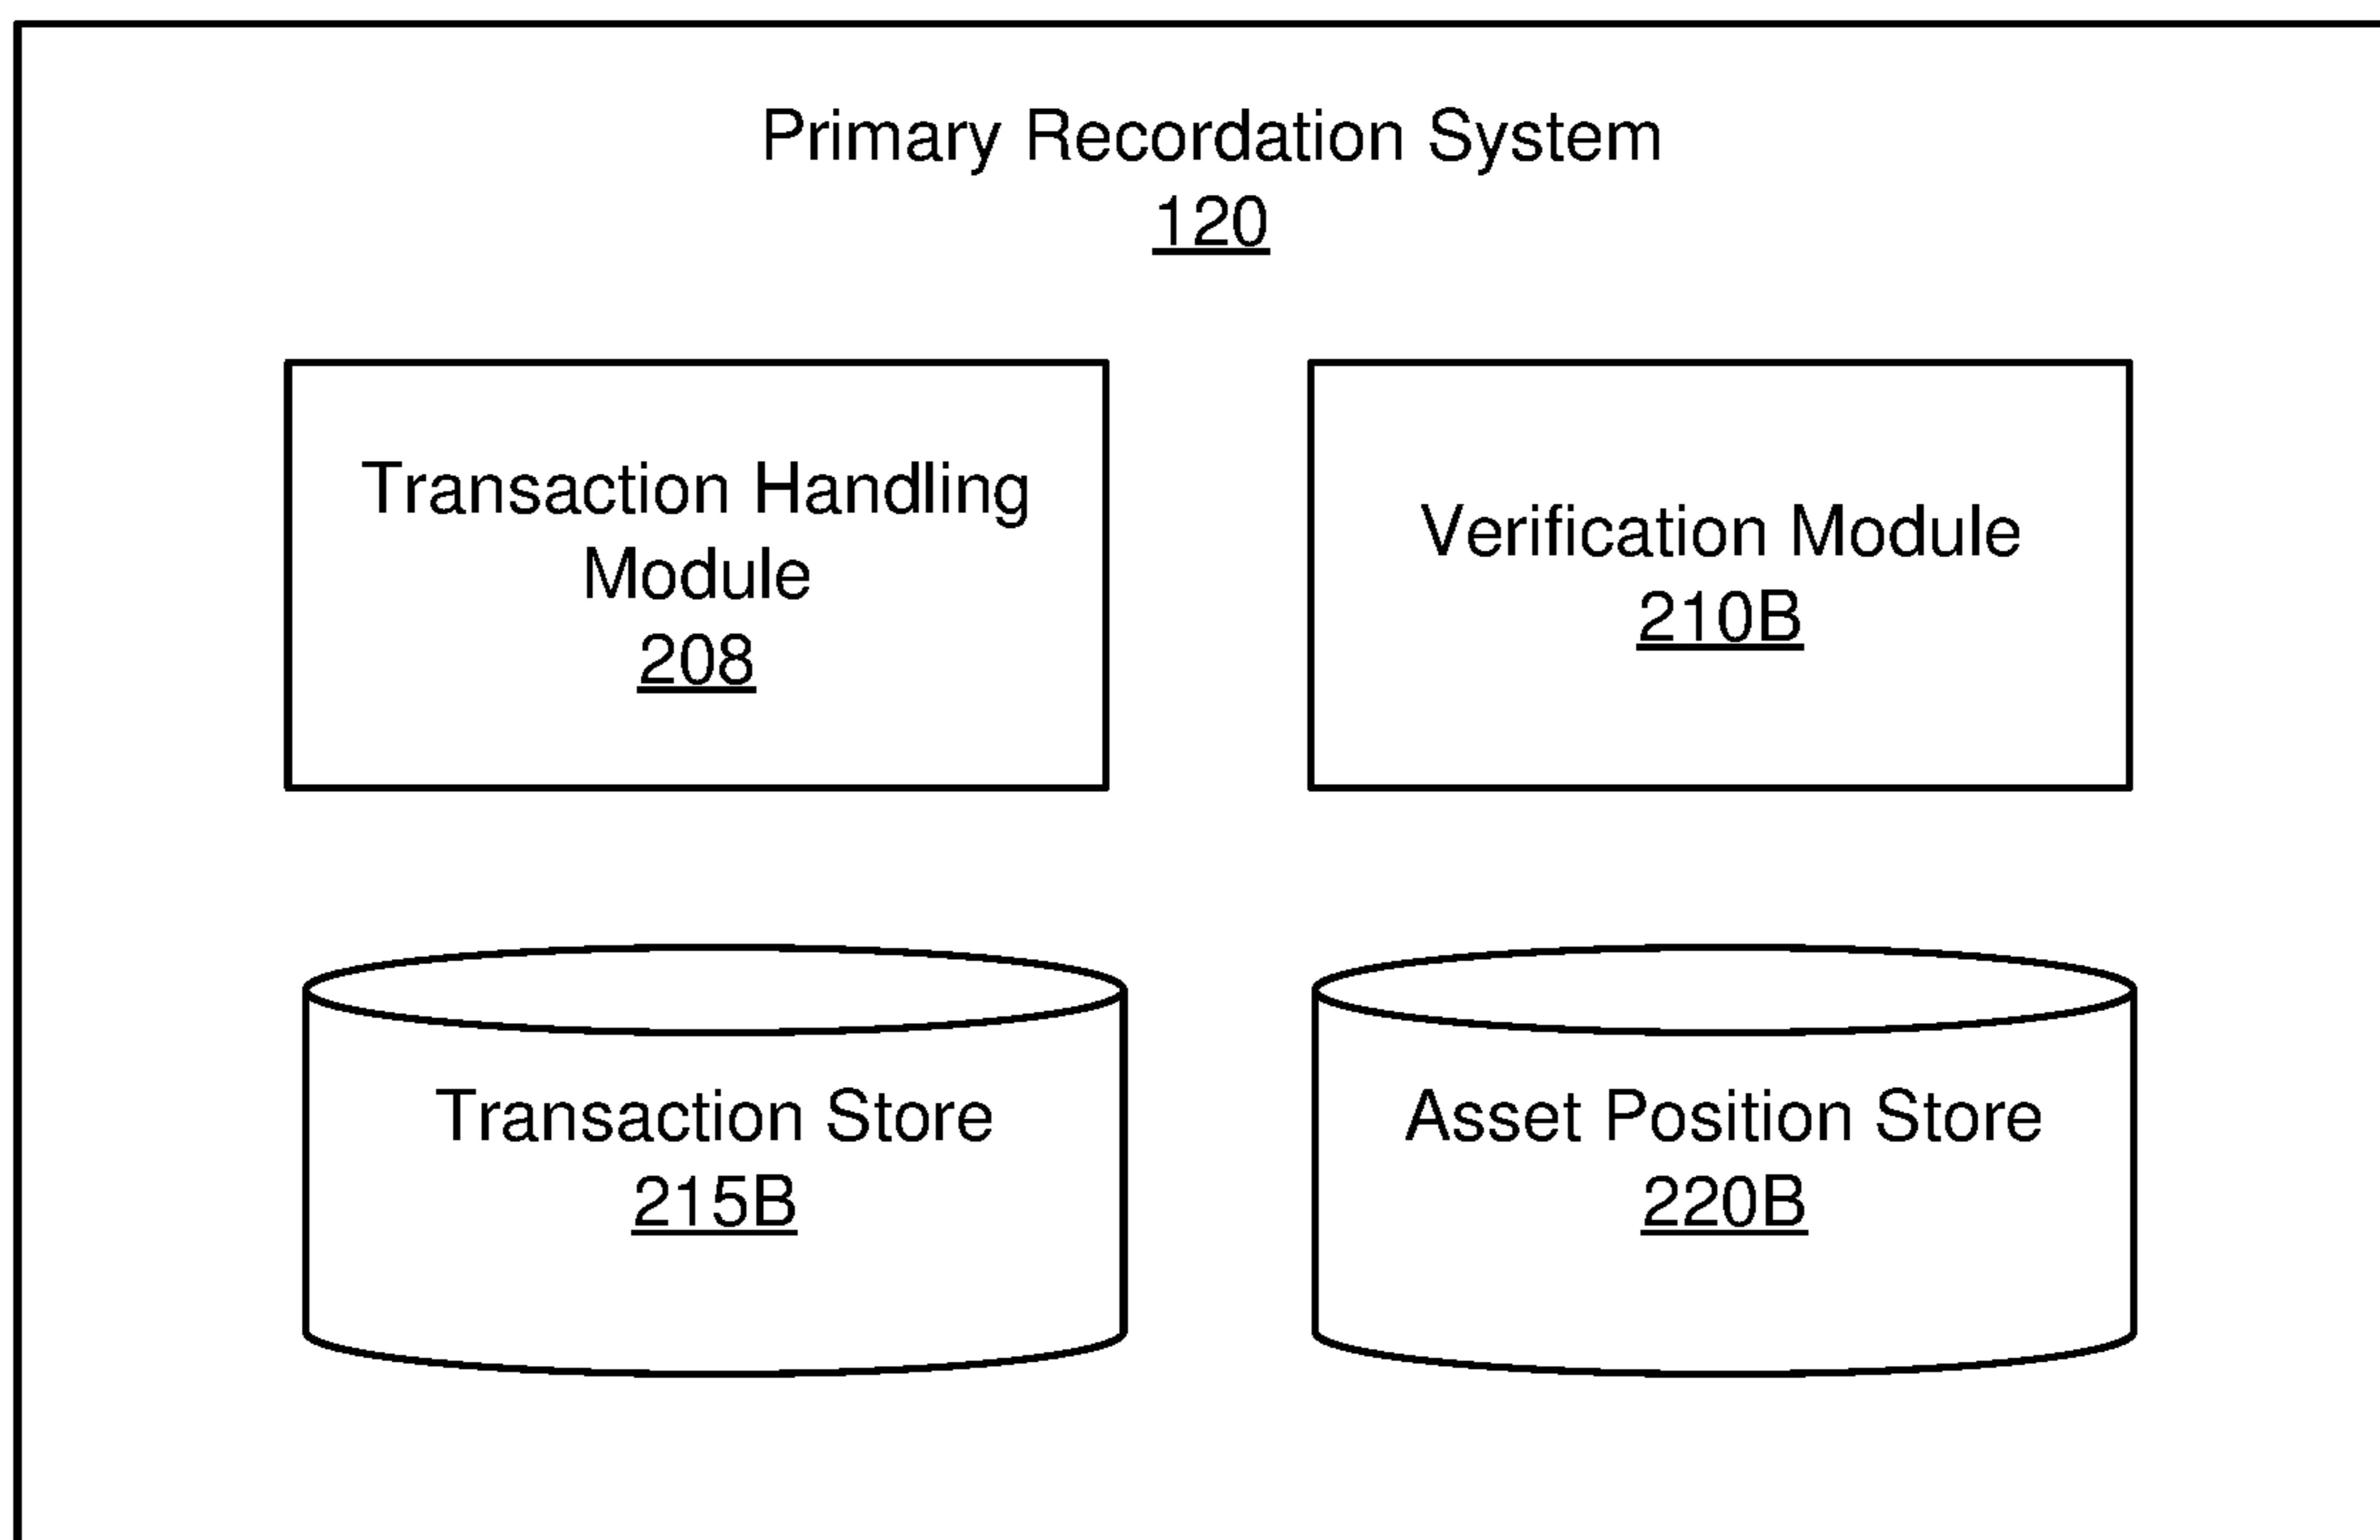 Primary Recordation System
120
Transaction Handling
Module
208
Verification Module
210B
Transaction Store
215B
Asset Position Store
220B